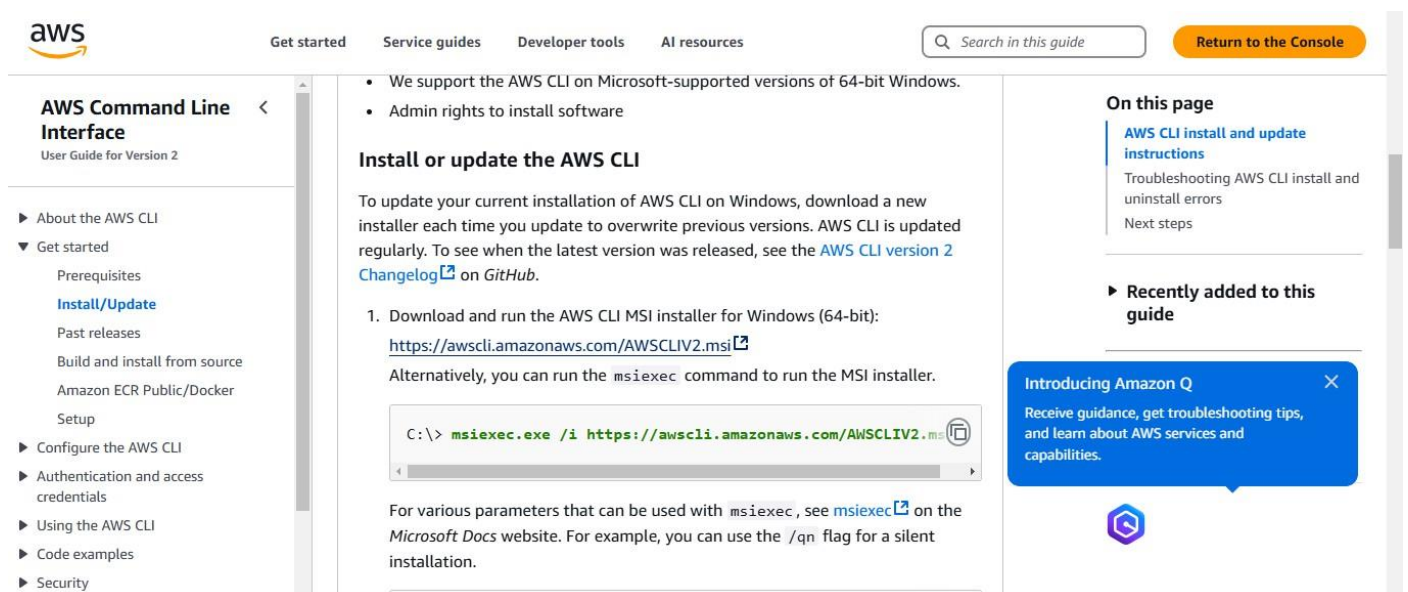 aws
Get started
Service guides
Developer tools
AI resources
Search in this guide
Return to the Console
AWS Command Line
Interface
User Guide for Version 2
About the AWS CLI
Get started
Prerequisites
Install/Update
Past releases
Build and install from source
Amazon ECR Public/Docker
Setup
Configure the AWS CLI
Authentication and access
credentials
Using the AWS CLI
Code examples
Security
• We support the AWS CLI on Microsoft-supported versions of 64-bit Windows.
• Admin rights to install software
Install or update the AWS CLI
To update your current installation of AWS CLI on Windows, download a new
installer each time you update to overwrite previous versions. AWS CLI is updated
regularly. To see when the latest version was released, see the AWS CLI version 2
Changelog on GitHub.
1. Download and run the AWS CLI MSI installer for Windows (64-bit):
https://awscli.amazonaws.com/AWSCLIV2.msi
Alternatively, you can run the msiexec command to run the MSI installer.
C:\> msiexec.exe /i https://awscli.amazonaws.com/AWSCLIV2.ms
For various parameters that can be used with msiexec, see msiexec on the
Microsoft Docs website. For example, you can use the /qn flag for a silent
installation.
On this page
AWS CLI install and update
instructions
Troubleshooting AWS CLI install and
uninstall errors
Next steps
Recently added to this
guide
Introducing Amazon Q
Receive guidance, get troubleshooting tips,
and learn about AWS services and
capabilities.